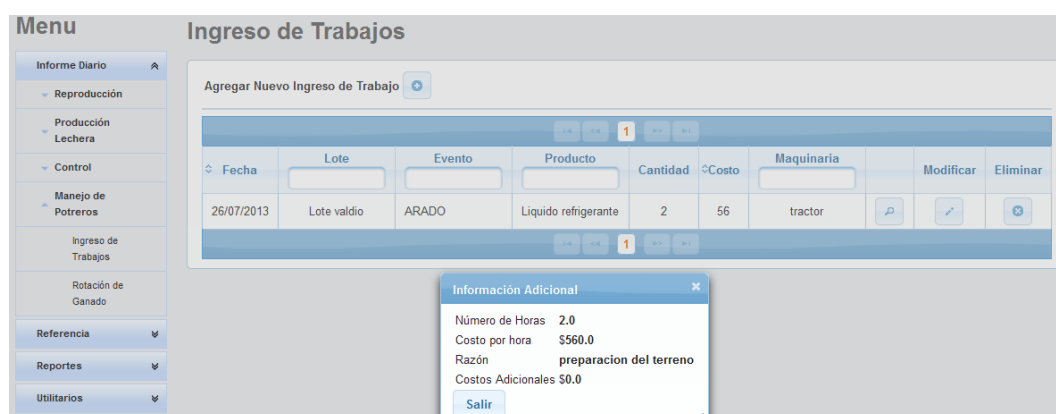 Menu
Informe Diario
Reproducción
Producción
Lechera
Control
Manejo de
Potreros
Ingreso de
Trabajos
Rotación de
Ganado
Referencia
Reportes
Utilitarios
Ingreso de Trabajos
Agregar Nuevo Ingreso de Trabajo
1
Fecha Lote Evento Producto Cantidad Costo Maquinaria Modificar Eliminar
26/07/2013 Lote valdio ARADO Liquido refrigerante 2 56 tractor
1
Información Adicional
Número de Horas 2.0
Costo por hora $560.0
Razón preparacion del terreno
Costos Adicionales $0.0
Salir